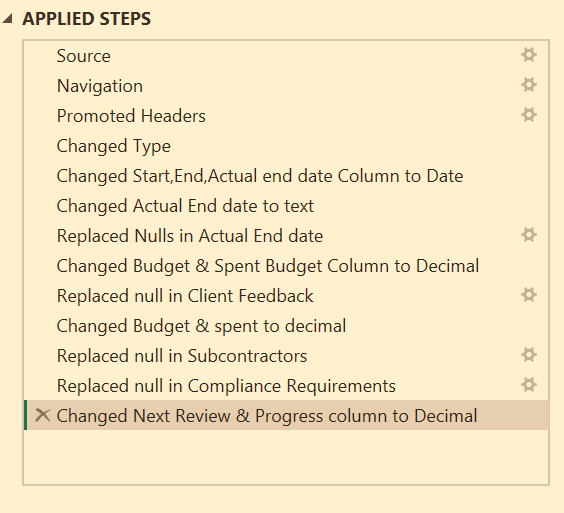 APPLIED STEPS
Source
Navigation
Promoted Headers
Changed Type
Changed Start,End,Actual end date Column to Date
Changed Actual End date to text
Replaced Nulls in Actual End date
Changed Budget & Spent Budget Column to Decimal
Replaced null in Client Feedback
Changed Budget & spent to decimal
Replaced null in Subcontractors
Replaced null in Compliance Requirements
Changed Next Review & Progress column to Decimal